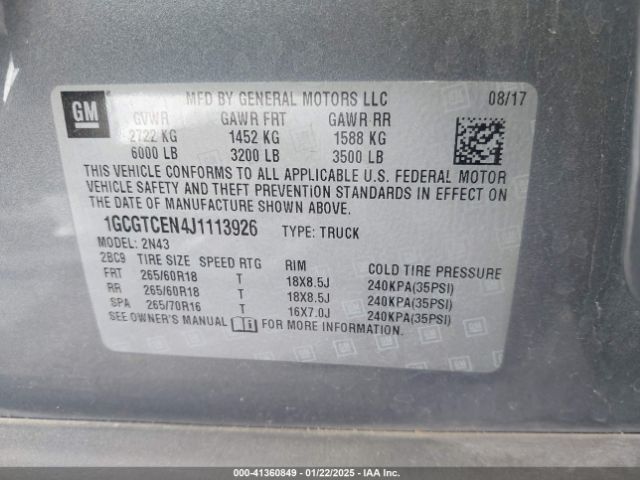 GM
MFD BY GENERAL MOTORS LLC 08/17
GVWR GAWR FRT GAWR RR
2722 KG 1452 KG 1588 KG
6000 LB 3200 LB 3500 LB
THIS VEHICLE CONFORMS TO ALL APPLICABLE U.S. FEDERAL MOTOR
VEHICLE SAFETY AND THEFT PREVENTION STANDARDS IN EFFECT ON
THE DATE OF MANUFACTURE SHOWN ABOVE.
1GCGTCEN4J1113926 TYPE: TRUCK
MODEL: 2N43
2BC9 TIRE SIZE SPEED RTG RIM COLD TIRE PRESSURE
FRT 265/60R18 T 18X8.5J 240KPA(35PSI)
RR 265/60R18 T 18X8.5J 240KPA(35PSI)
SPA 265/70R16 T 16X7.0J 240KPA(35PSI)
SEE OWNER'S MANUAL FOR MORE INFORMATION.
000-41360849 01/22/2025 IAAI.COM